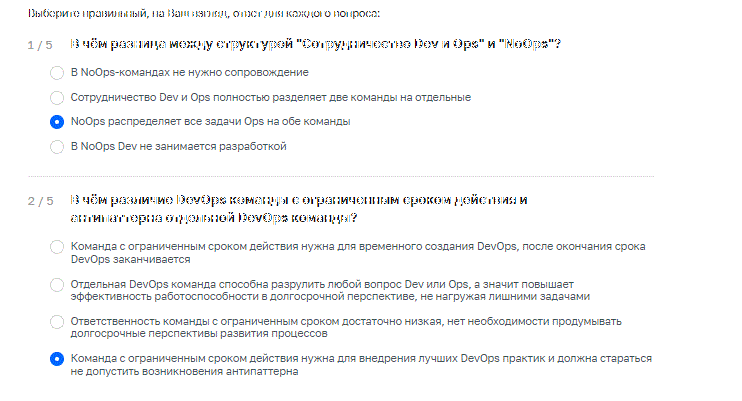 Выберите правильный, на Ваш взгляд, ответ для каждого вопроса:
1 / 5 В чём разница между структурой "Сотрудничество Dev и Ops" и "NoOps"?
В NoOps-командах не нужно сопровождение
Сотрудничество Dev и Ops полностью разделяет две команды на отдельные
NoOps распределяет все задачи Ops на обе команды
В NoOps Dev не занимается разработкой
2 / 5 В чём различие DevOps команды с ограниченным сроком действия и
антипаттерна отдельной DevOps команды?
Команда с ограниченным сроком действия нужна для временного создания DevOps, после окончания срока
DevOps заканчивается
Отдельная DevOps команда способна разрулить любой вопрос Dev или Ops, а значит повышает
эффективность работоспособности в долгосрочной перспективе, не нагружая лишними задачами
Ответственность команды с ограниченным сроком достаточно низкая, нет необходимости продумывать
долгосрочные перспективы развития процессов
Команда с ограниченным сроком действия нужна для внедрения лучших DevOps практик и должна стараться
не допустить возникновения антипаттерна